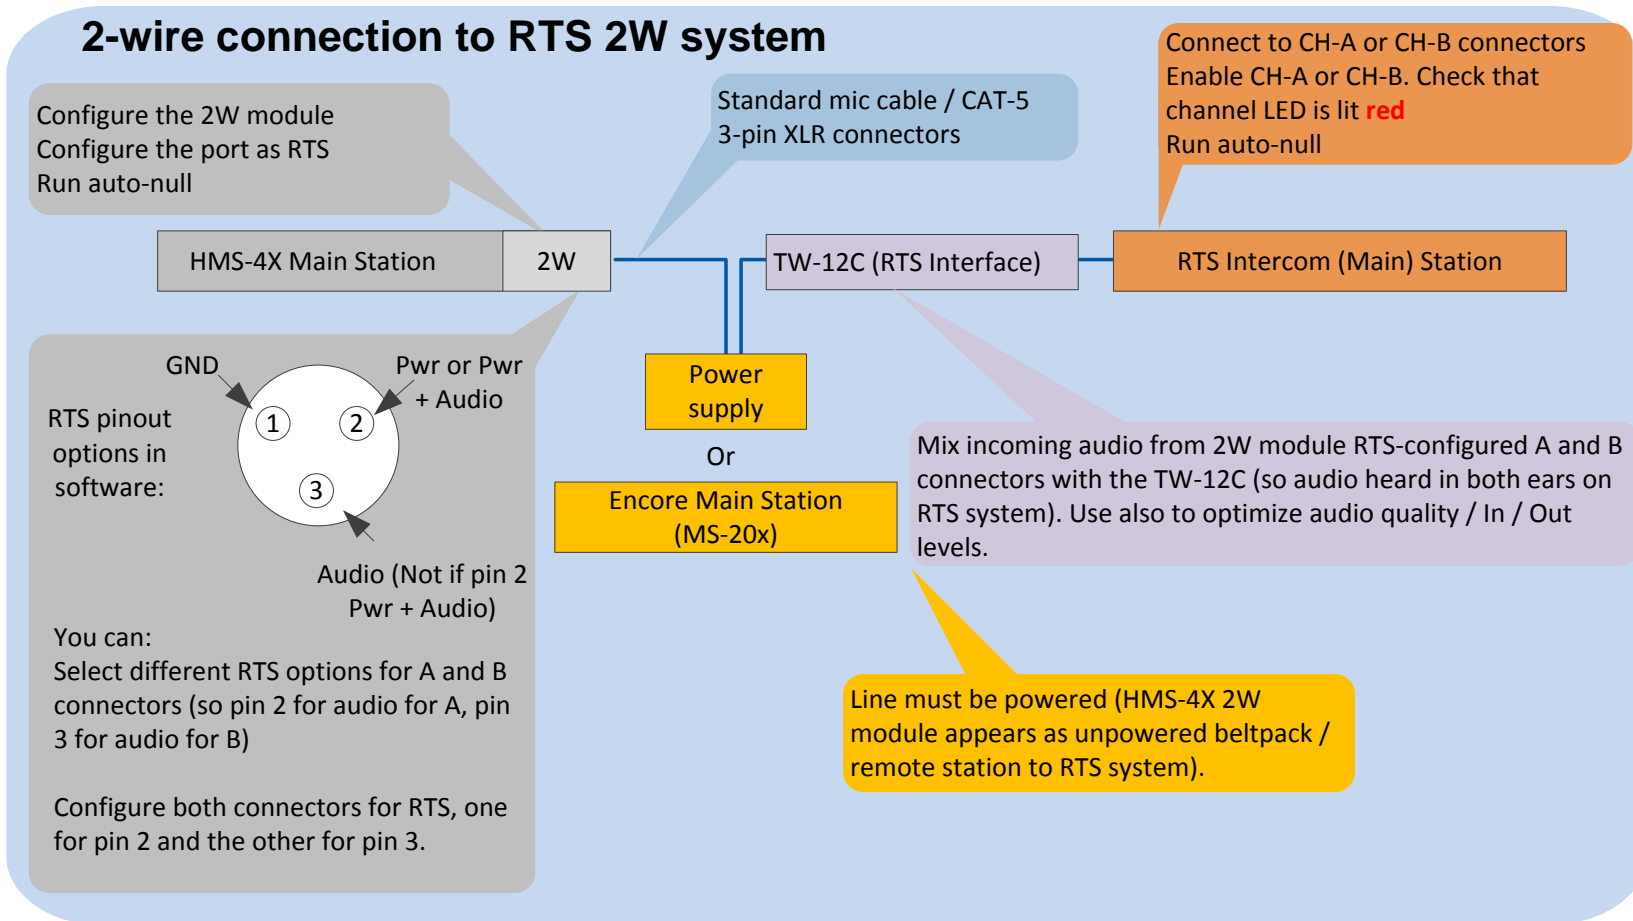 2-wire connection to RTS 2W system
Configure the 2W module
Configure the port as RTS
Run auto-null
Standard mic cable / CAT-5
3-pin XLR connectors
Connect to CH-A or CH-B connectors
Enable CH-A or CH-B. Check that
channel LED is lit red
Run auto-null
HMS-4X Main Station
2W
TW-12C (RTS Interface)
RTS Intercom (Main) Station
Power
supply
Or
Encore Main Station
(MS-20x)
GND
Pwr or Pwr
+ Audio
RTS pinout
options in
software:
1
2
3
Audio (Not if pin 2
Pwr + Audio)
You can:
Select different RTS options for A and B
connectors (so pin 2 for audio for A, pin
3 for audio for B)
Configure both connectors for RTS, one
for pin 2 and the other for pin 3.
Mix incoming audio from 2W module RTS-configured A and B
connectors with the TW-12C (so audio heard in both ears on
RTS system). Use also to optimize audio quality / In / Out
levels.
Line must be powered (HMS-4X 2W
module appears as unpowered beltpack /
remote station to RTS system).